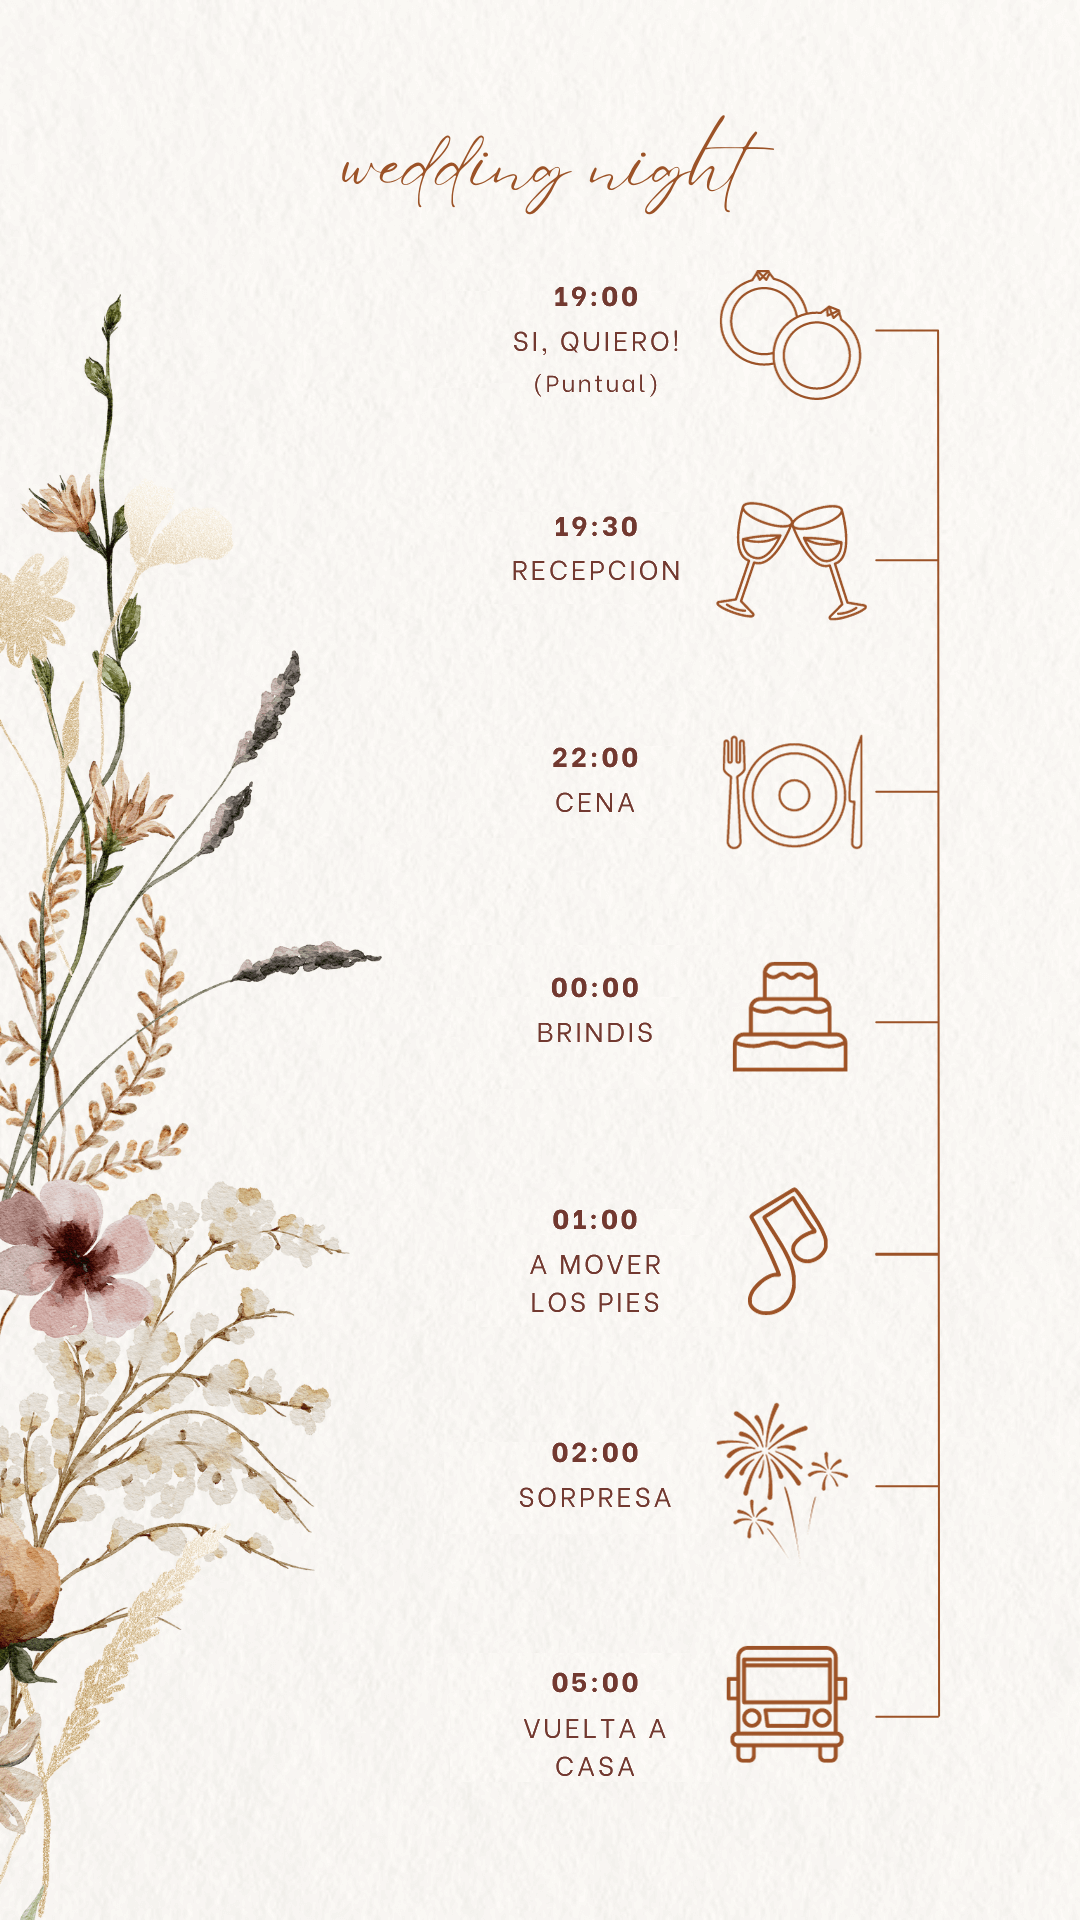 wedding night
19:00
SI, QUIERO!
(Puntual)
19:30
RECEPCION
22:00
CENA
00:00
BRINDIS
01:00
A MOVER
LOS PIES
02:00
SORPRESA
05:00
VUELTA A
CASA